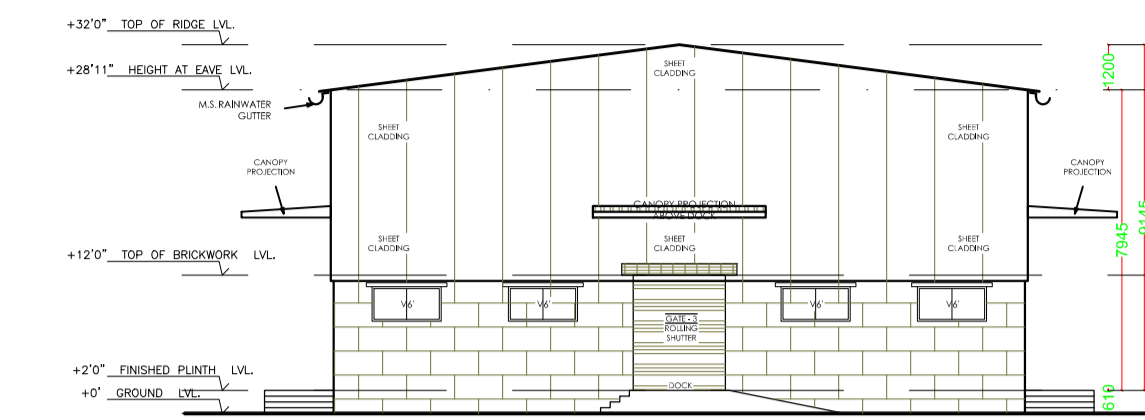 +32'0" TOP OF RIDGE LVL.
+28'11" HEIGHT AT EAVE LVL.
M.S. RAINWATER
GUTTER
SHEET
CLADDING
1200
SHEET
CLADDING
SHEET
CLADDING
CANOPY
PROJECTION
CANOPY
PROJECTION
CANOPY PROJECTION
ABOVE DOCK
9145
7945
SHEET
CLADDING
SHEET
CLADDING
SHEET
CLADDING
+12'0" TOP OF BRICKWORK LVL.
V6'
V6'
V6'
V6'
GATE - 3
ROLLING
SHUTTER
+2'0" FINISHED PLINTH LVL.
DOCK
+0' GROUND LVL.
610